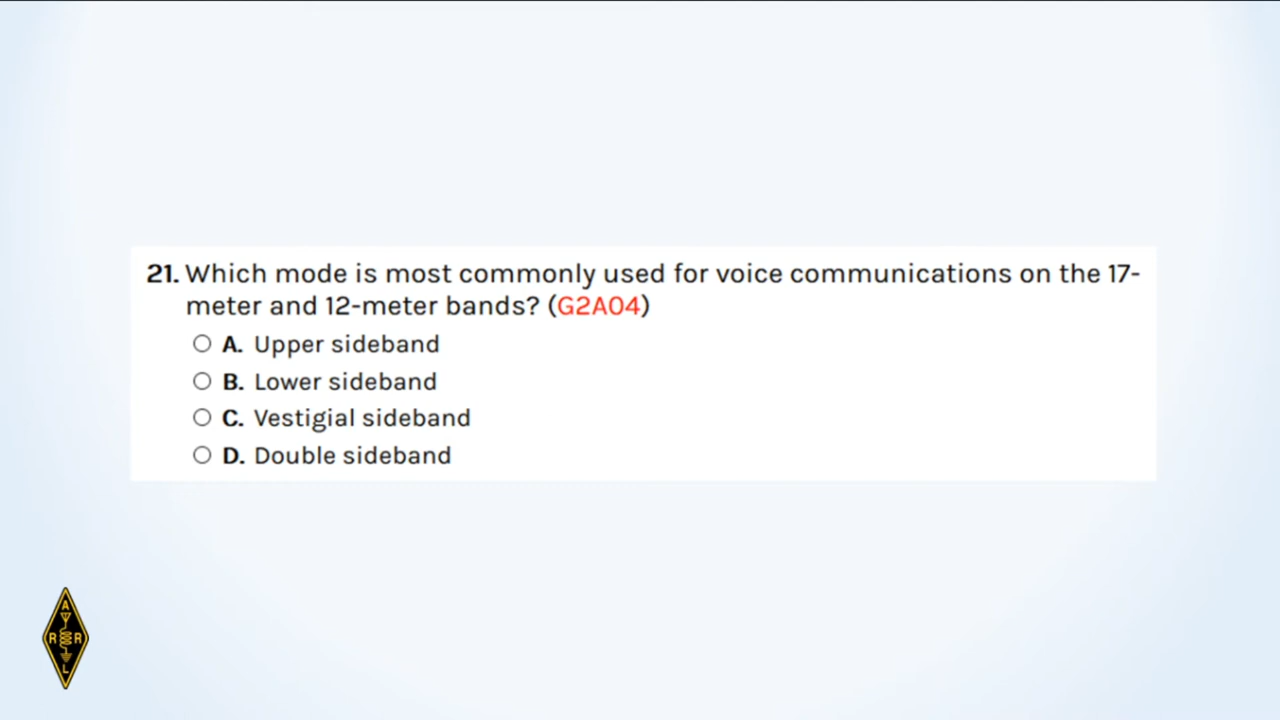 21. Which mode is most commonly used for voice communications on the 17-
meter and 12-meter bands? (G2A04)
A. Upper sideband
B. Lower sideband
C. Vestigial sideband
D. Double sideband
A
R R
L